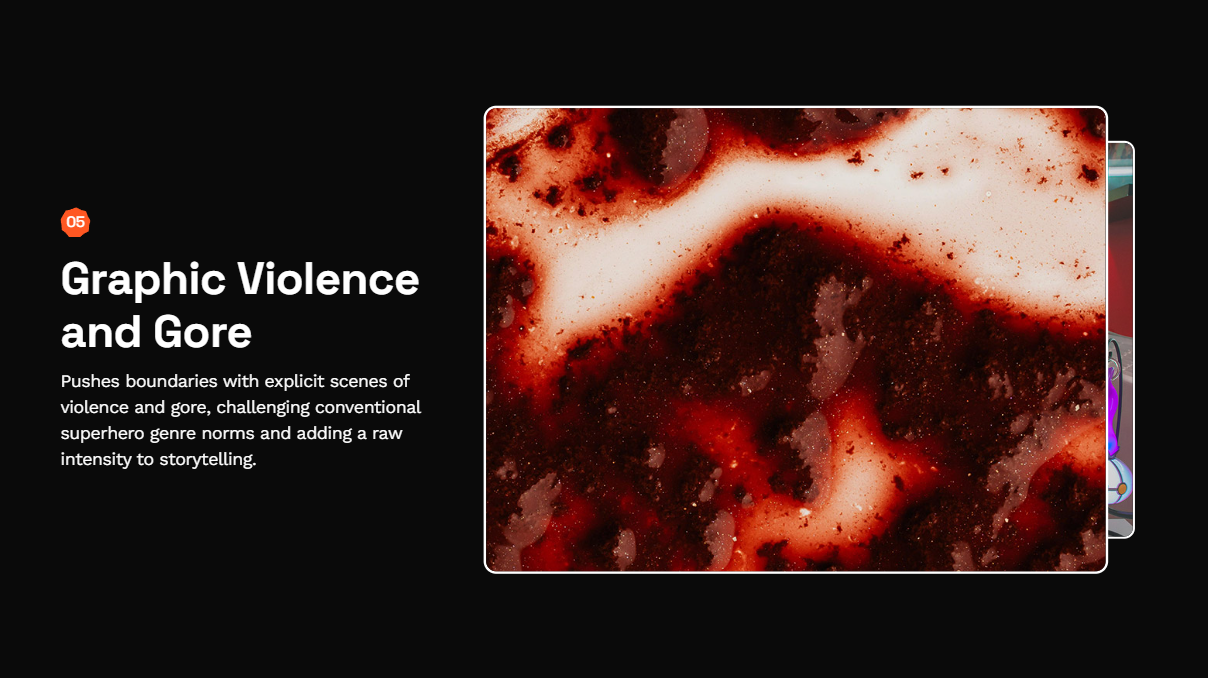 05
Graphic Violence
and Gore
Pushes boundaries with explicit scenes of
violence and gore, challenging conventional
superhero genre norms and adding a raw
intensity to storytelling.